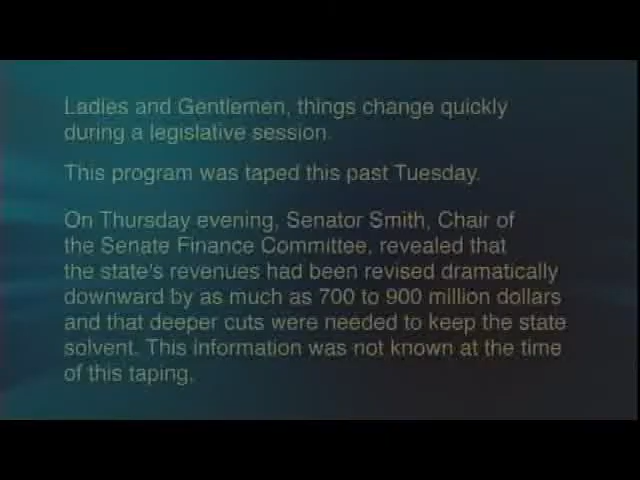 Ladies and Gentlemen, things change quickly
during a legislative session.
This program was taped this past Tuesday.
On Thursday evening, Senator Smith, Chair of
the Senate Finance Committee, revealed that
the state's revenues had been revised dramatically
downward by as much as 700 to 900 million dollars
and that deeper cuts were needed to keep the state
solvent. This information was not known at the time
of this taping.